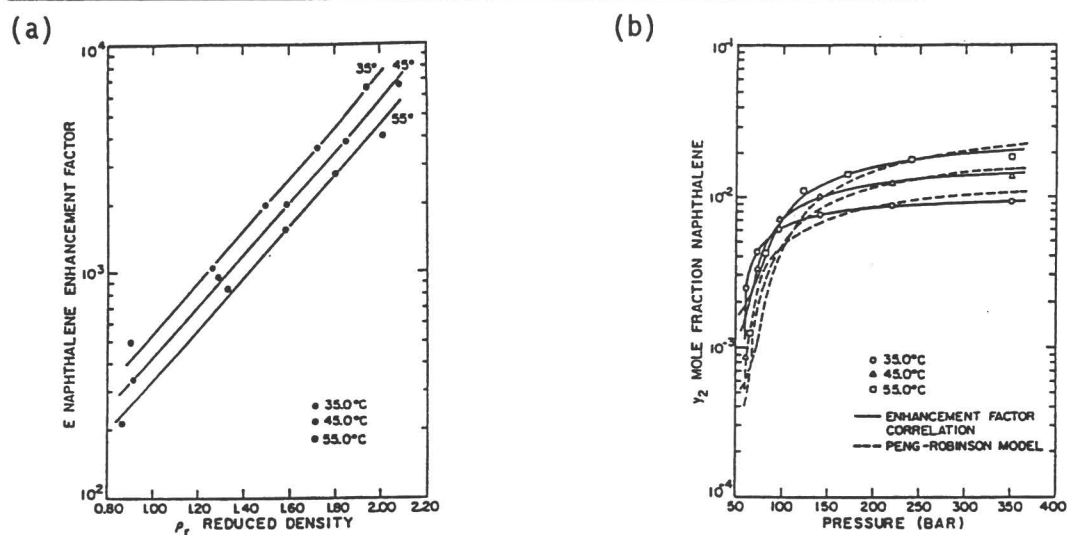 (a)
10⁴
10³
10²
E NAPHTHALENE ENHANCEMENT FACTOR
35°
45°
55°
35.0°C
45.0°C
55.0°C
0.80 1.00 1.20 1.40 1.60 1.80 2.00 2.20
ρr REDUCED DENSITY
(b)
10⁻¹
10⁻²
10⁻³
10⁻⁴
y₂ MOLE FRACTION NAPHTHALENE
35.0°C
45.0°C
55.0°C
ENHANCEMENT FACTOR
CORRELATION
PENG-ROBINSON MODEL
50 100 150 200 250 300 350 400
PRESSURE (BAR)